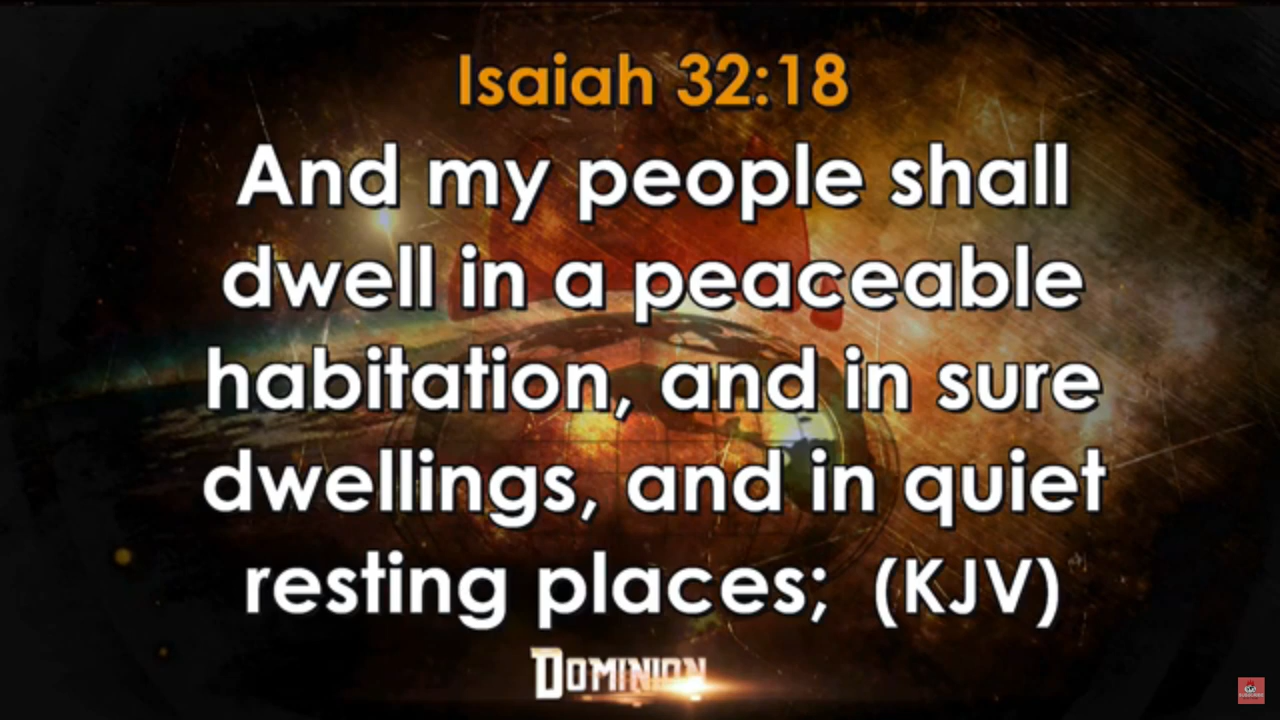 Isaiah 32:18
And my people shall
dwell in a peaceable
habitation, and in sure
dwellings, and in quiet
resting places; (KJV)
DOMINION